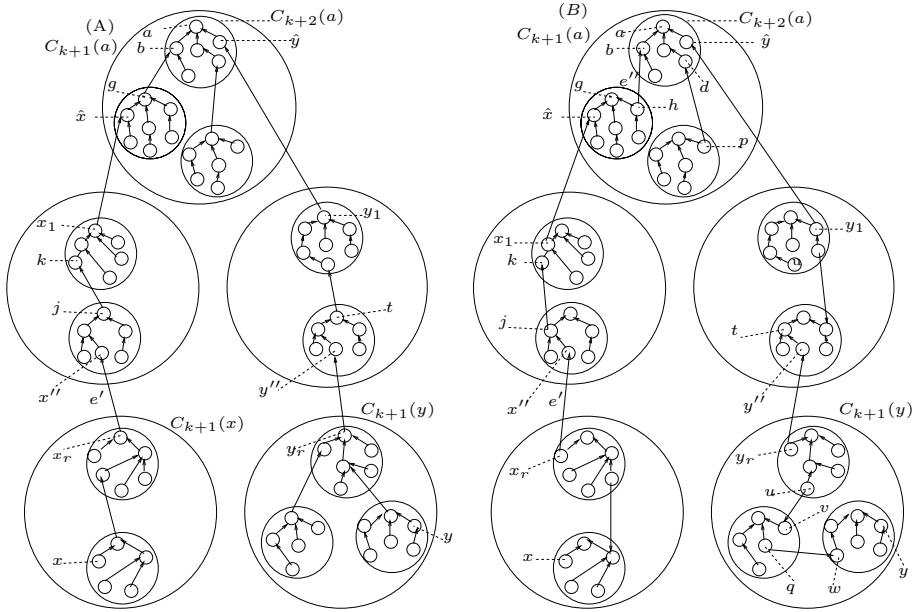 (A)
C_{k+2}(a)
C_{k+1}(a)
a
b
ŷ
g
x̂
x_1
k
j
x''
e'
y_1
t
y''
C_{k+1}(x)
x_r
x
C_{k+1}(y)
y_r
y
(B)
C_{k+2}(a)
C_{k+1}(a)
a
b
ŷ
e''
d
g
h
x̂
p
x_1
k
j
x''
e'
y_1
u
t
y''
x_r
x
C_{k+1}(y)
y_r
u
v
q
w
y